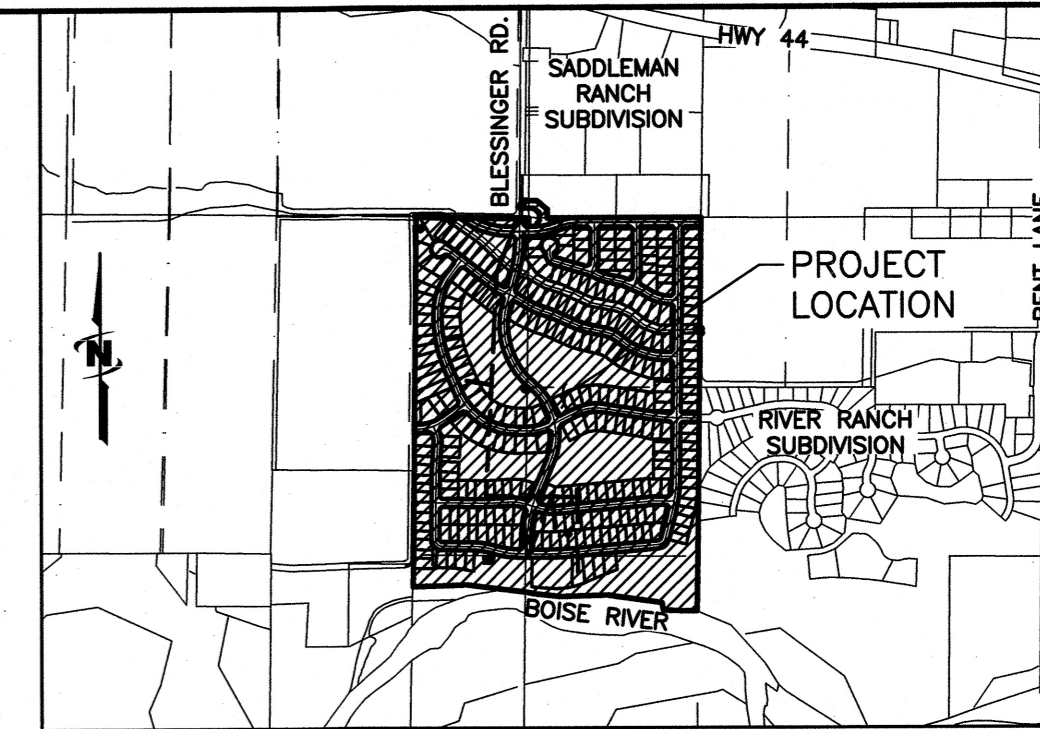 HWY 44
BLESSINGER RD.
SADDLEMAN
RANCH
SUBDIVISION
PROJECT
LOCATION
N
RIVER RANCH
SUBDIVISION
BOISE RIVER